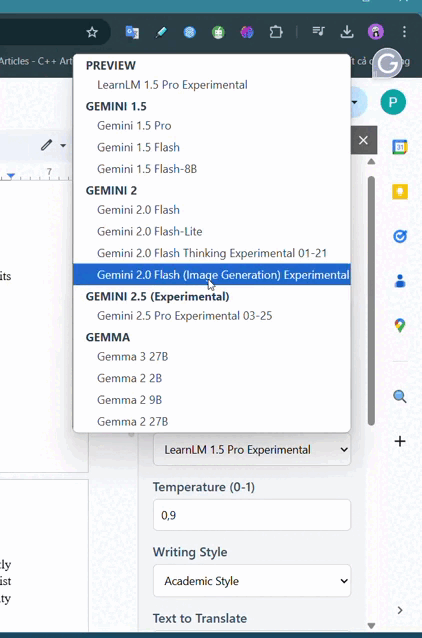 Articles - C++ Art
tất cả
PREVIEW
LearnLM 1.5 Pro Experimental
GEMINI 1.5
Gemini 1.5 Pro
Gemini 1.5 Flash
Gemini 1.5 Flash-8B
GEMINI 2
Gemini 2.0 Flash
Gemini 2.0 Flash-Lite
Gemini 2.0 Flash Thinking Experimental 01-21
Gemini 2.0 Flash (Image Generation) Experimental
GEMINI 2.5 (Experimental)
Gemini 2.5 Pro Experimental 03-25
GEMMA
Gemma 3 27B
Gemma 2 2B
Gemma 2 9B
Gemma 2 27B
G
P
31
7
its
LearnLM 1.5 Pro Experimental
Temperature (0-1)
0,9
Writing Style
Academic Style
Text to Translate
tly
ist
ty